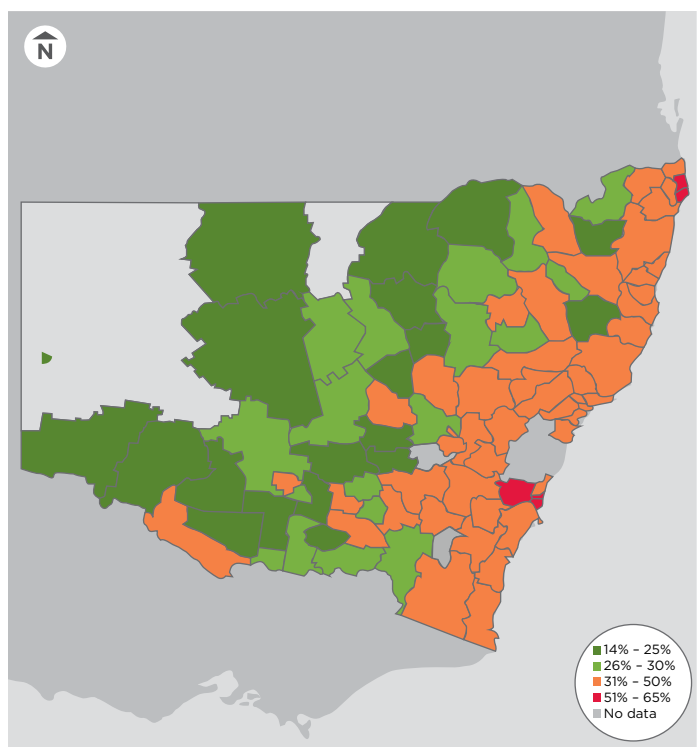 N
14% – 25%
26% – 30%
31% – 50%
51% – 65%
No data